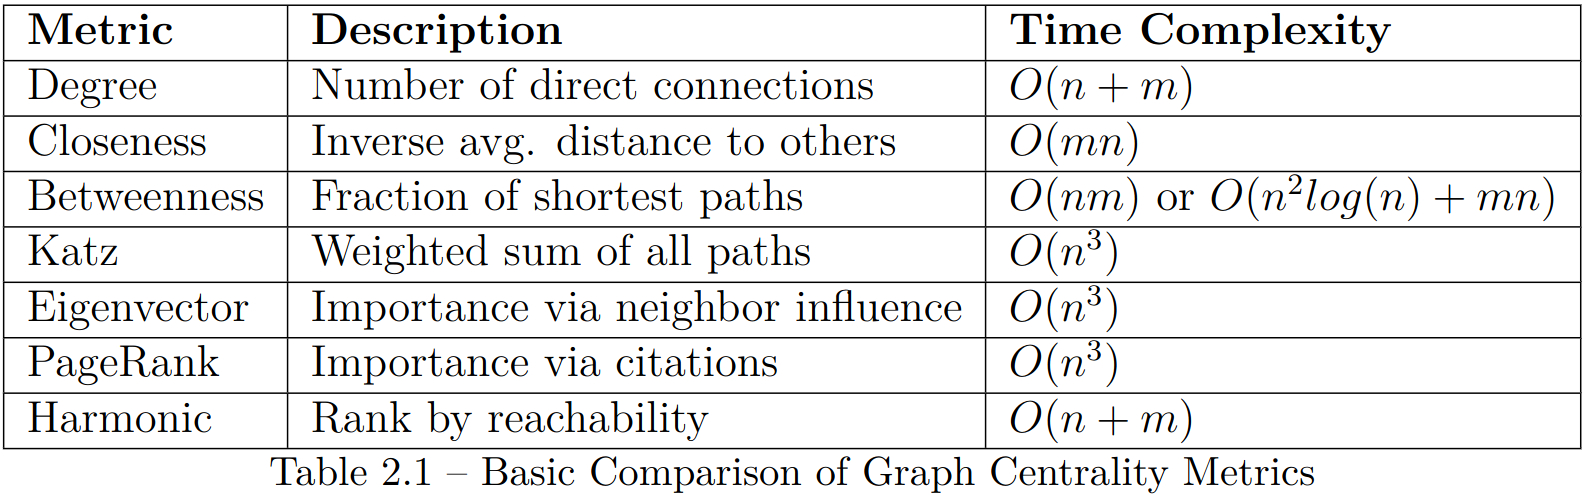 Metric Description Time Complexity
Degree Number of direct connections O(n + m)
Closeness Inverse avg. distance to others O(mn)
Betweenness Fraction of shortest paths O(nm) or O(n²log(n) + mn)
Katz Weighted sum of all paths O(n³)
Eigenvector Importance via neighbor influence O(n³)
PageRank Importance via citations O(n³)
Harmonic Rank by reachability O(n + m)
Table 2.1 – Basic Comparison of Graph Centrality Metrics